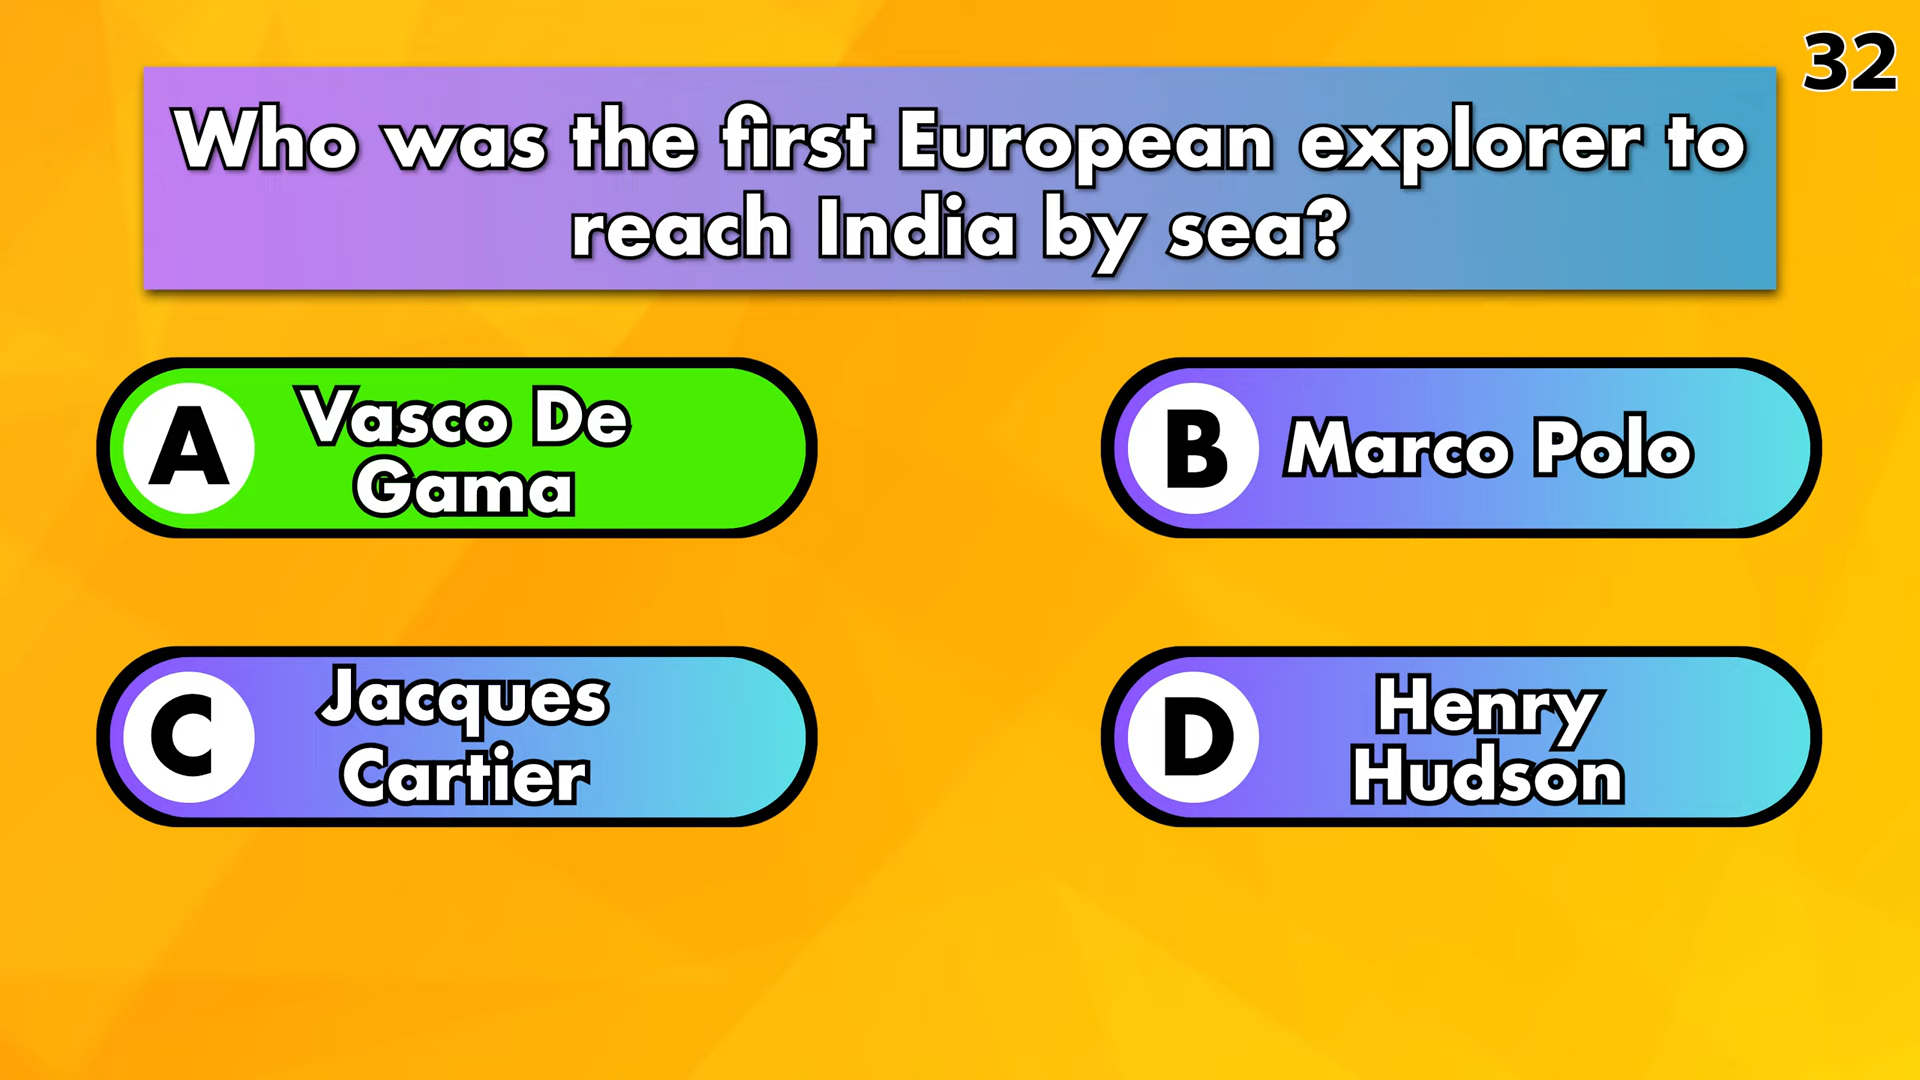 32
Who was the first European explorer to
reach India by sea?
A
Vasco De
Gama
B
Marco Polo
C
Jacques
Cartier
D
Henry
Hudson